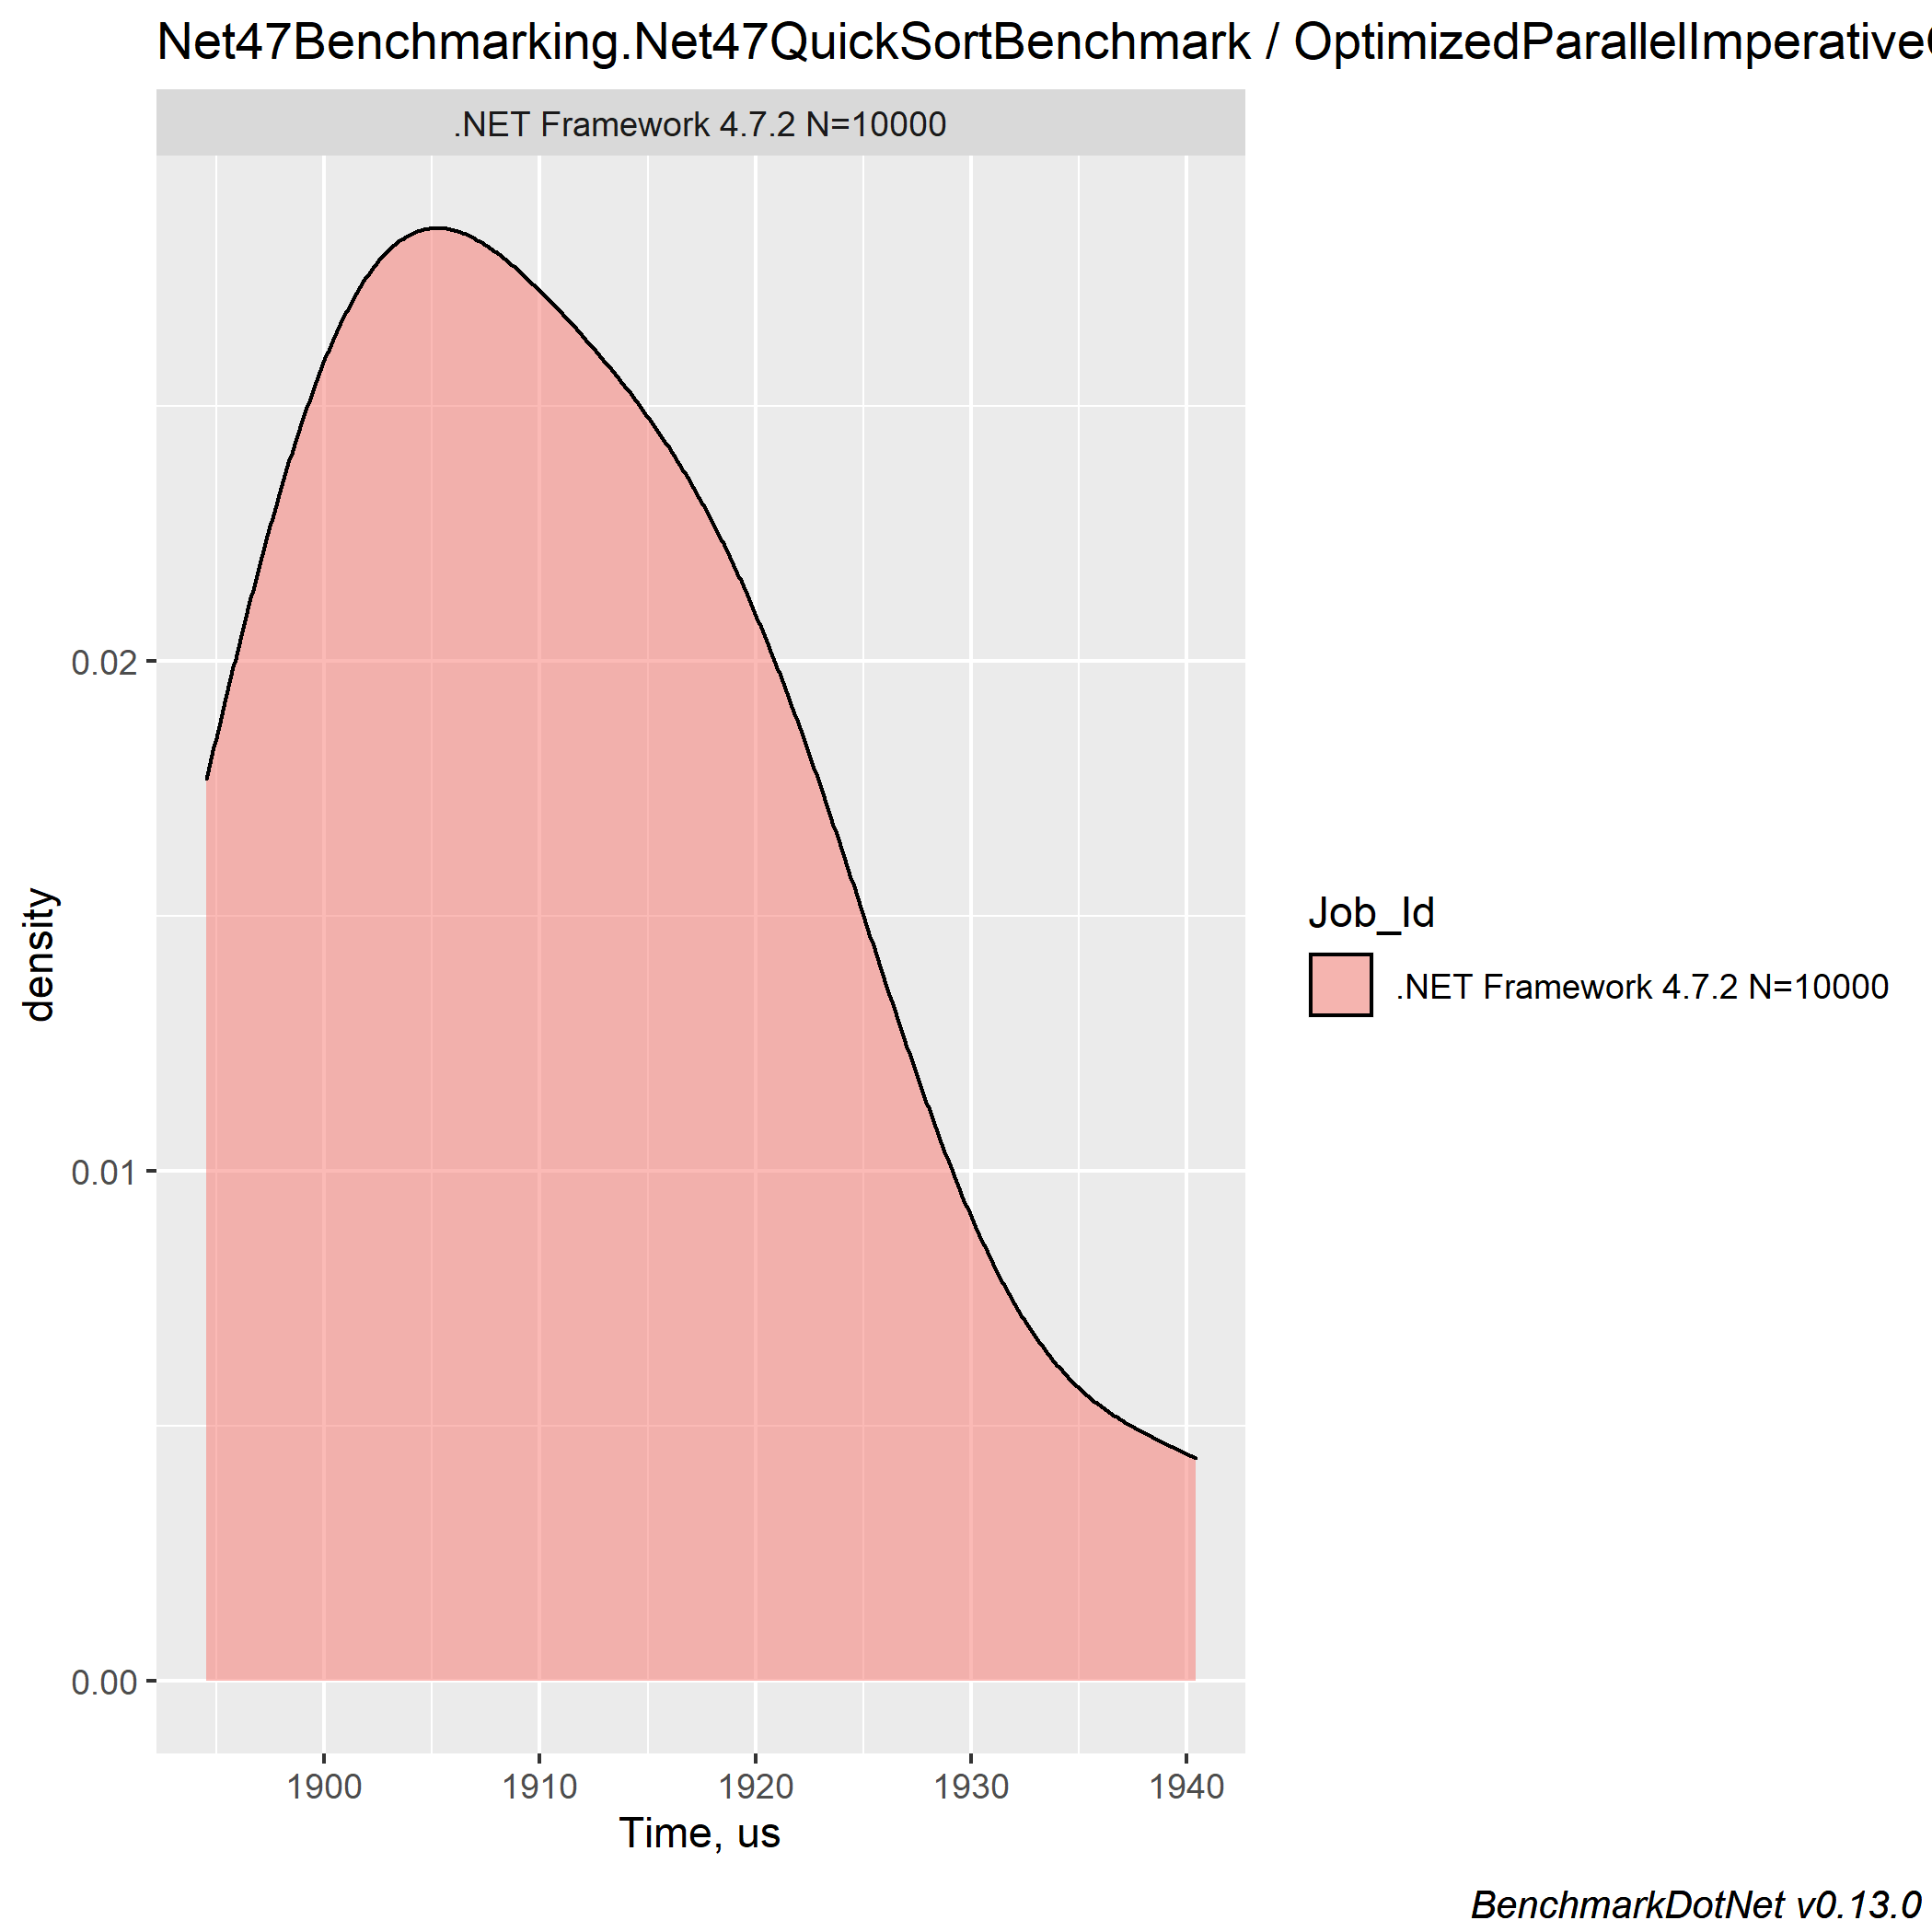 Net47Benchmarking.Net47QuickSortBenchmark / OptimizedParallelImperative
.NET Framework 4.7.2 N=10000
density
0.02
0.01
0.00
1900 1910 1920 1930 1940
Time, us
Job_Id
.NET Framework 4.7.2 N=10000
BenchmarkDotNet v0.13.0